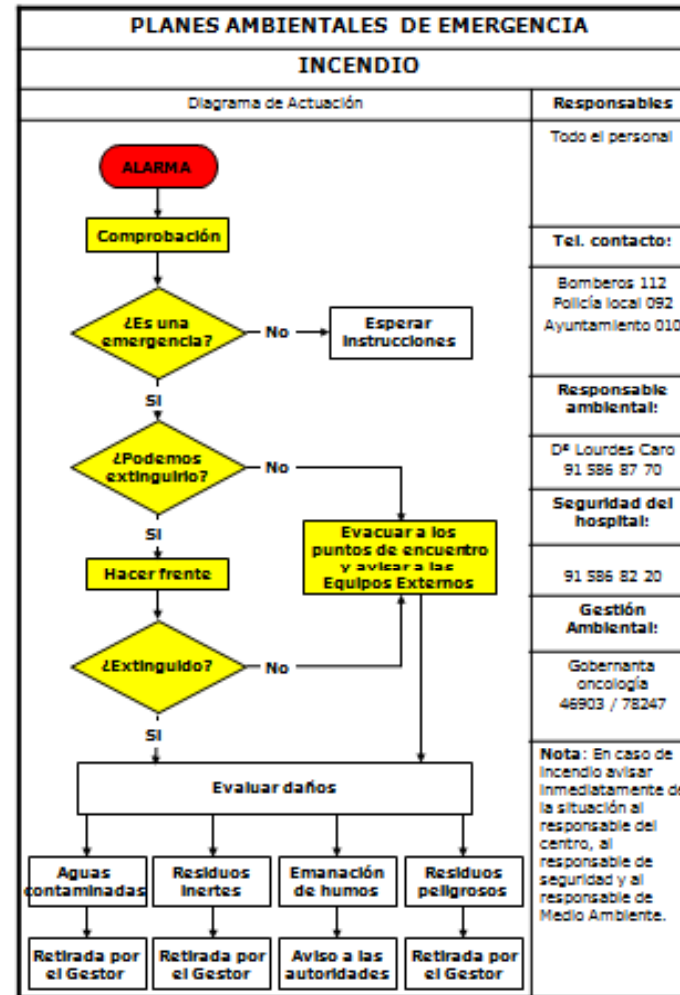 PLANES AMBIENTALES DE EMERGENCIA
INCENDIO
Diagrama de Actuación
ALARMA
Comprobación
¿Es una
emergencia?
No
Esperar
instrucciones
SI
¿Podemos
extinguirlo?
No
SI
Hacer frente
Evacuar a los
puntos de encuentro
y avisar a las
Equipos Externos
¿Extinguido?
No
SI
Evaluar daños
Aguas
contaminadas
Residuos
inertes
Emanación
de humos
Residuos
peligrosos
Retirada por
el Gestor
Retirada por
el Gestor
Aviso a las
autoridades
Retirada por
el Gestor
Responsables
Todo el personal
Tel. contacto:
Bomberos 112
Policía local 092
Ayuntamiento 010
Responsable
ambiental:
Dª Lourdes Caro
91 586 87 70
Seguridad del
hospital:
91 586 82 20
Gestión
Ambiental:
Gobernanta
oncología
46903 / 78247
Nota: En caso de
incendio avisar
inmediatamente de
la situación al
responsable del
centro, al
responsable de
seguridad y al
responsable de
Medio Ambiente.